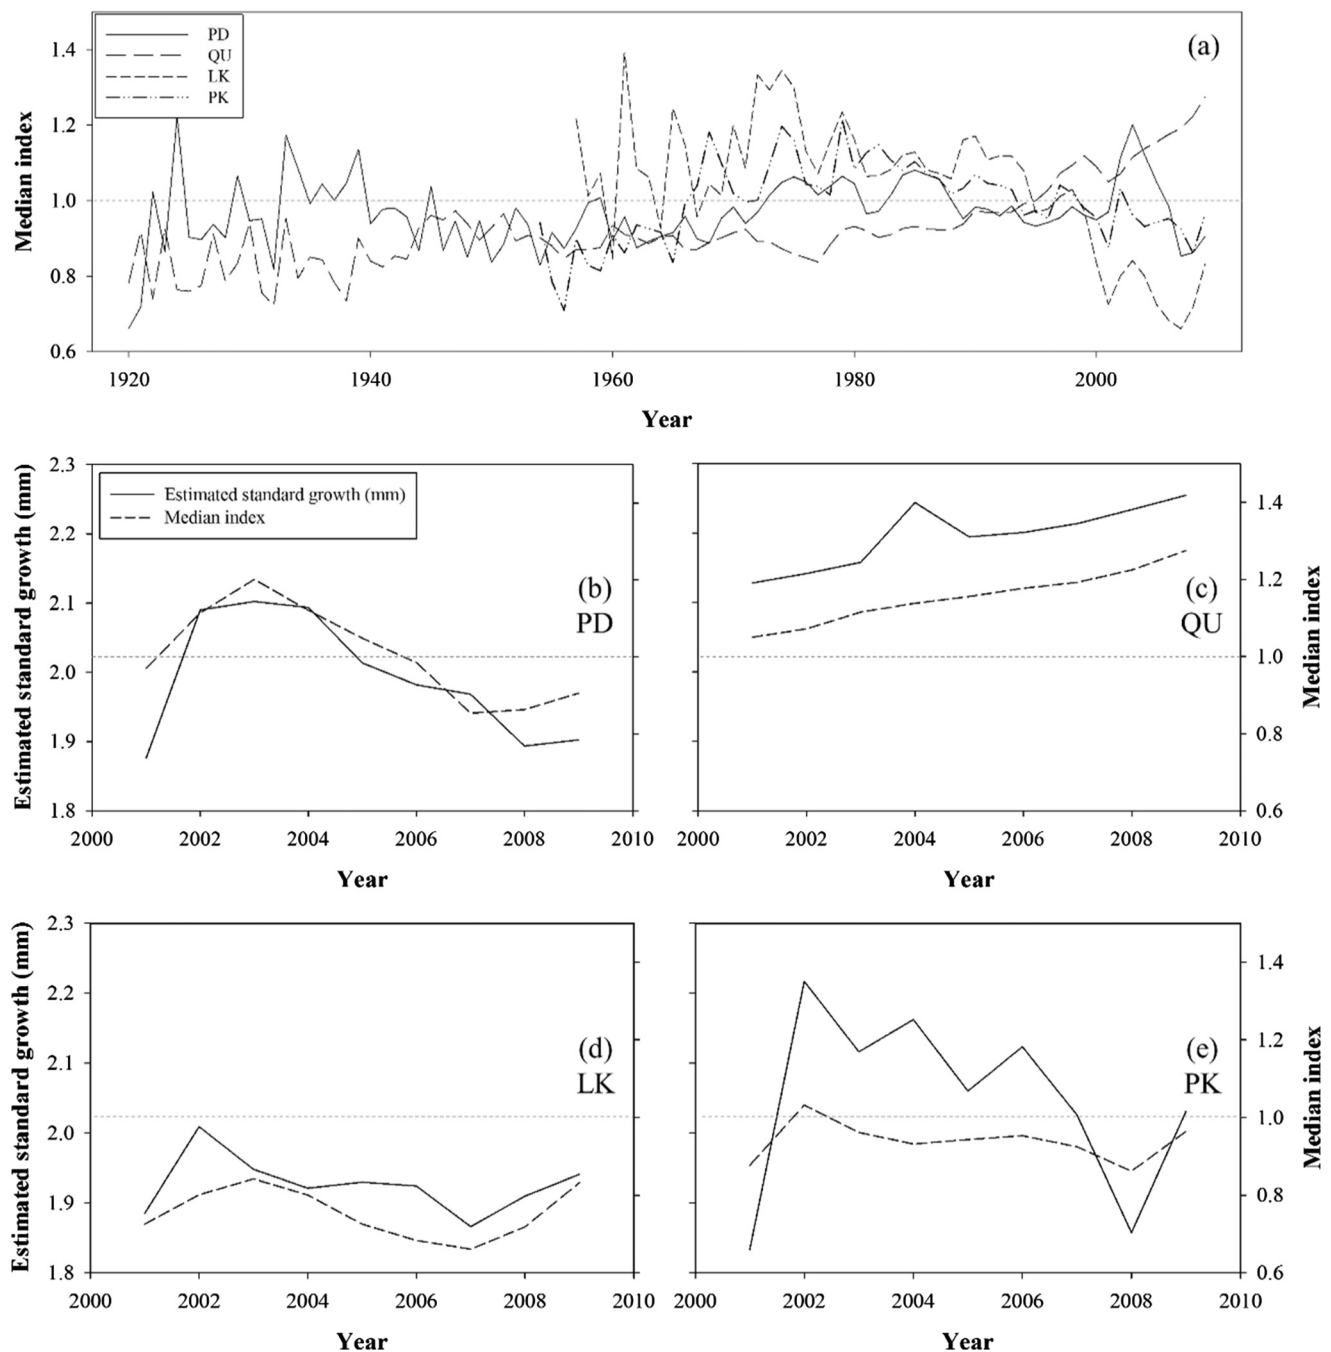 PD
QU
LK
PK
(a)
1.4
1.2
1.0
0.8
0.6
Median index
1920
1940
1960
1980
2000
Year
2.3
2.2
2.1
2.0
1.9
1.8
Estimated standard growth (mm)
Estimated standard growth (mm)
Median index
(b)
PD
2000
2002
2004
2006
2008
2010
Year
(c)
QU
1.4
1.2
1.0
0.8
0.6
Median index
2000
2002
2004
2006
2008
2010
Year
2.3
2.2
2.1
2.0
1.9
1.8
Estimated standard growth (mm)
(d)
LK
2000
2002
2004
2006
2008
2010
Year
(e)
PK
1.4
1.2
1.0
0.8
0.6
Median index
2000
2002
2004
2006
2008
2010
Year